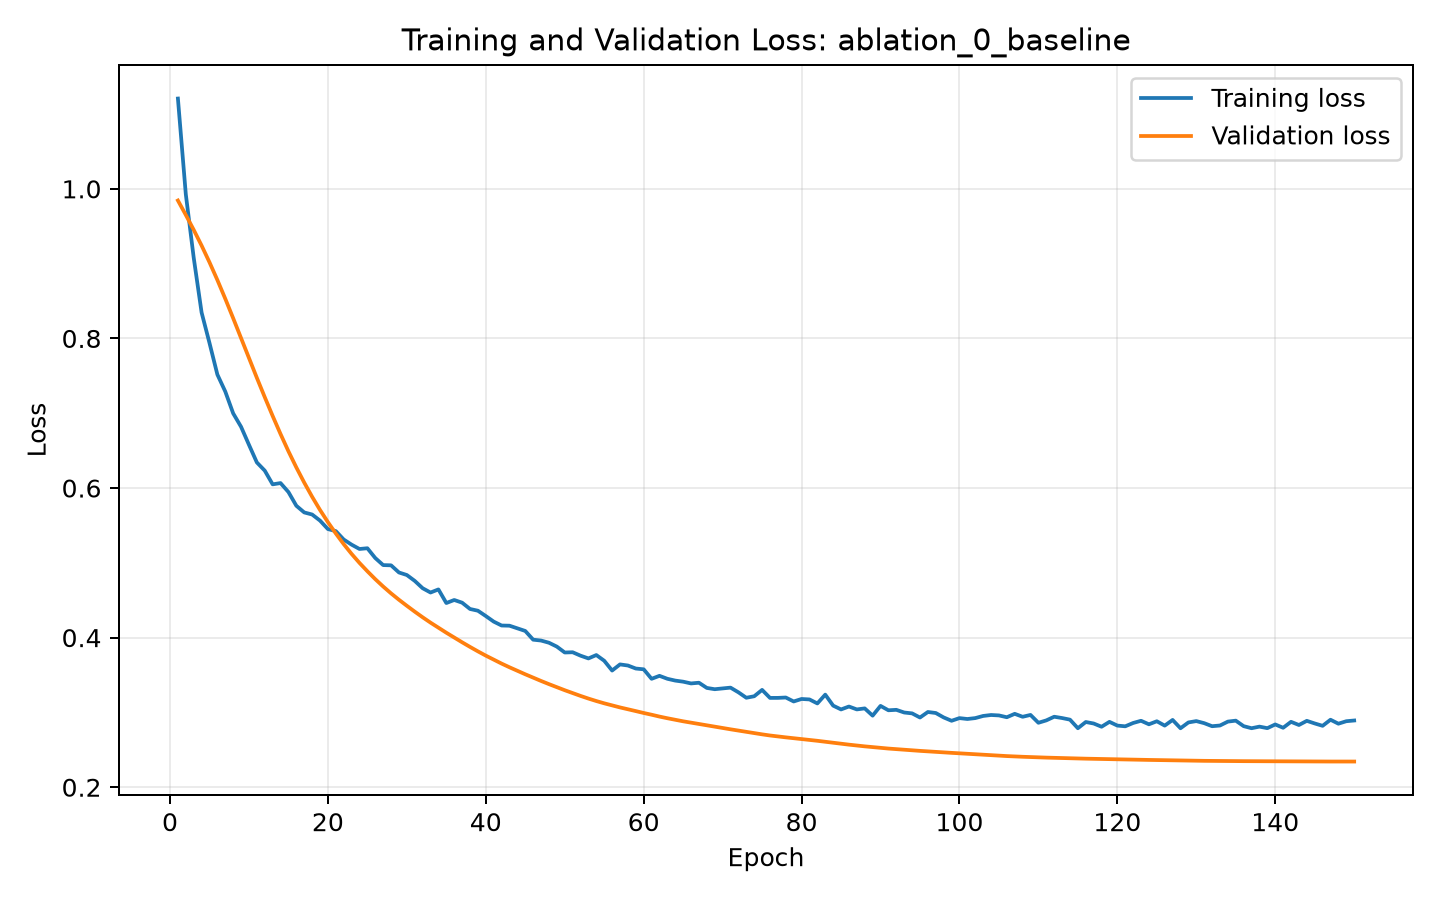 Training and Validation Loss: ablation_0_baseline
Training loss
Validation loss
1.0
0.8
0.6
0.4
0.2
Loss
0 20 40 60 80 100 120 140
Epoch